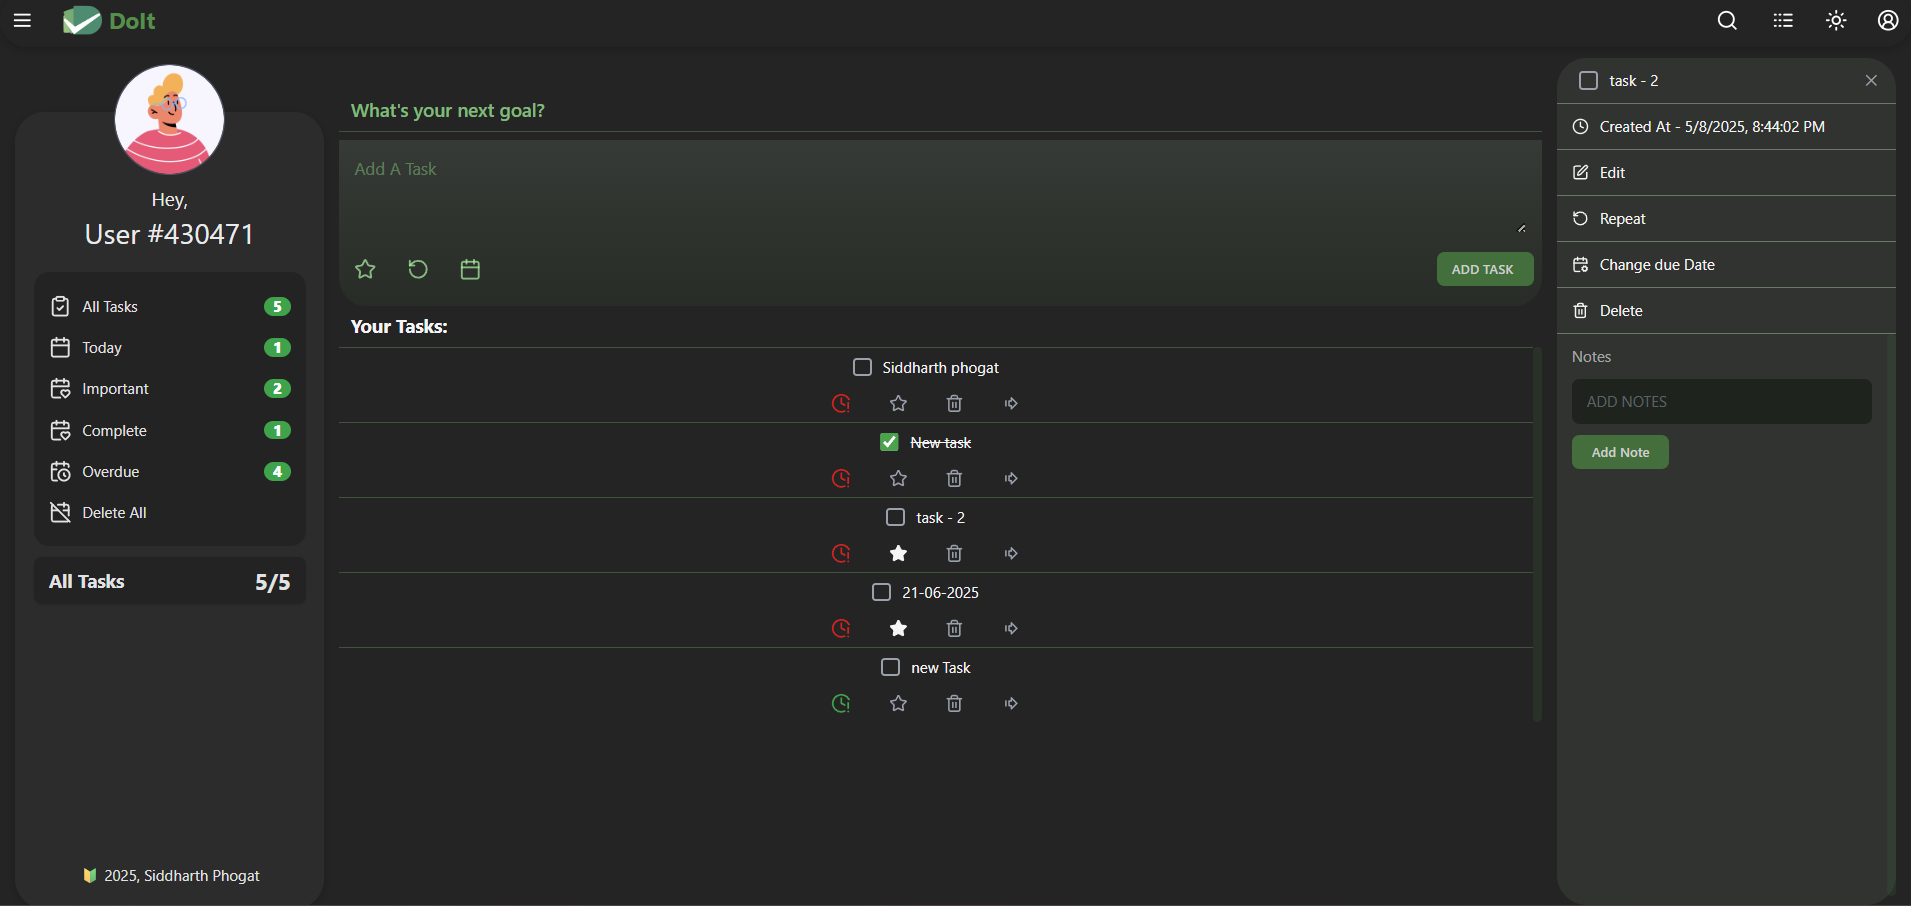 DoIt
Hey,
User #430471
All Tasks 5
Today 1
Important 2
Complete 1
Overdue 4
Delete All
All Tasks 5/5
2025, Siddharth Phogat
What's your next goal?
Add A Task
ADD TASK
Your Tasks:
Siddharth phogat
New task
task - 2
21-06-2025
new Task
task - 2
Created At - 5/8/2025, 8:44:02 PM
Edit
Repeat
Change due Date
Delete
Notes
ADD NOTES
Add Note